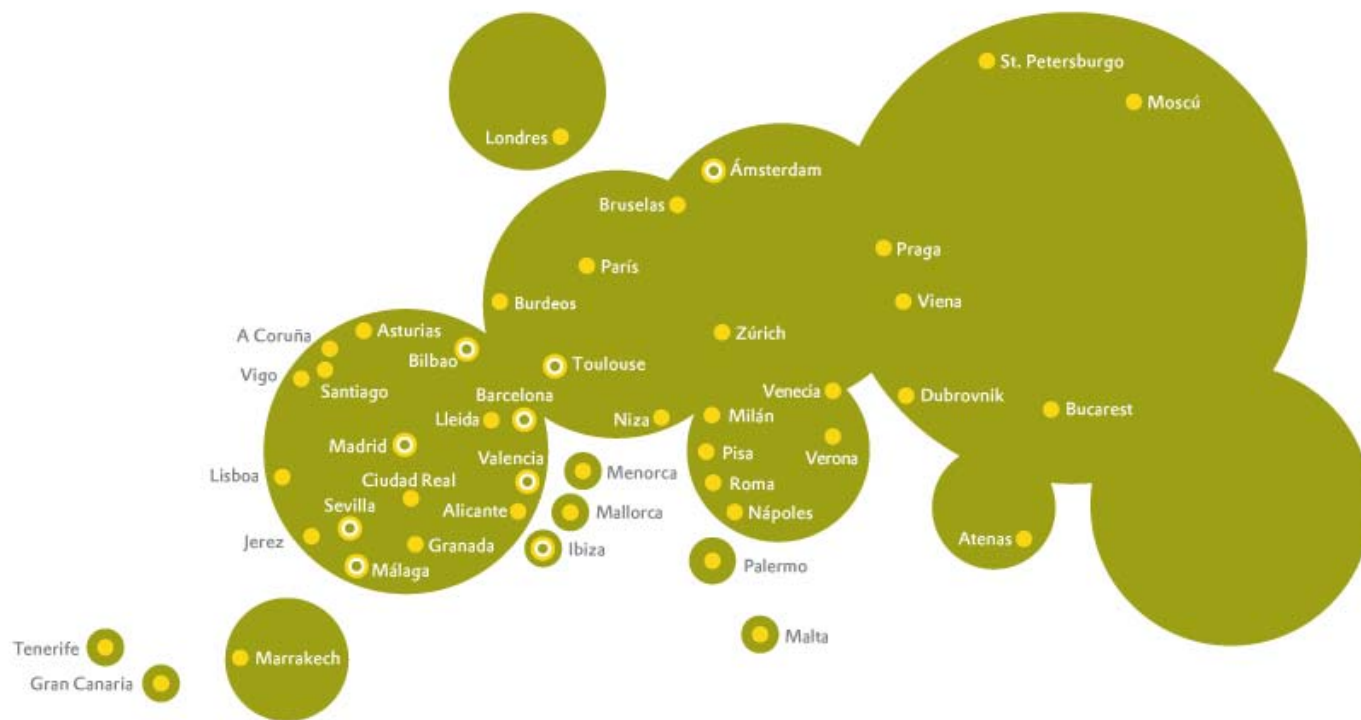 St. Petersburgo
Moscú
Londres
Ámsterdam
Bruselas
Praga
París
Burdeos
Viena
A Coruña
Asturias
Zúrich
Bilbao
Toulouse
Vigo
Santiago
Barcelona
Venecia
Dubrovnik
Bucarest
Lleida
Niza
Milán
Madrid
Valencia
Pisa
Verona
Lisboa
Ciudad Real
Menorca
Roma
Sevilla
Alicante
Mallorca
Nápoles
Jerez
Granada
Ibiza
Atenas
Málaga
Palermo
Malta
Tenerife
Marrakech
Gran Canaria